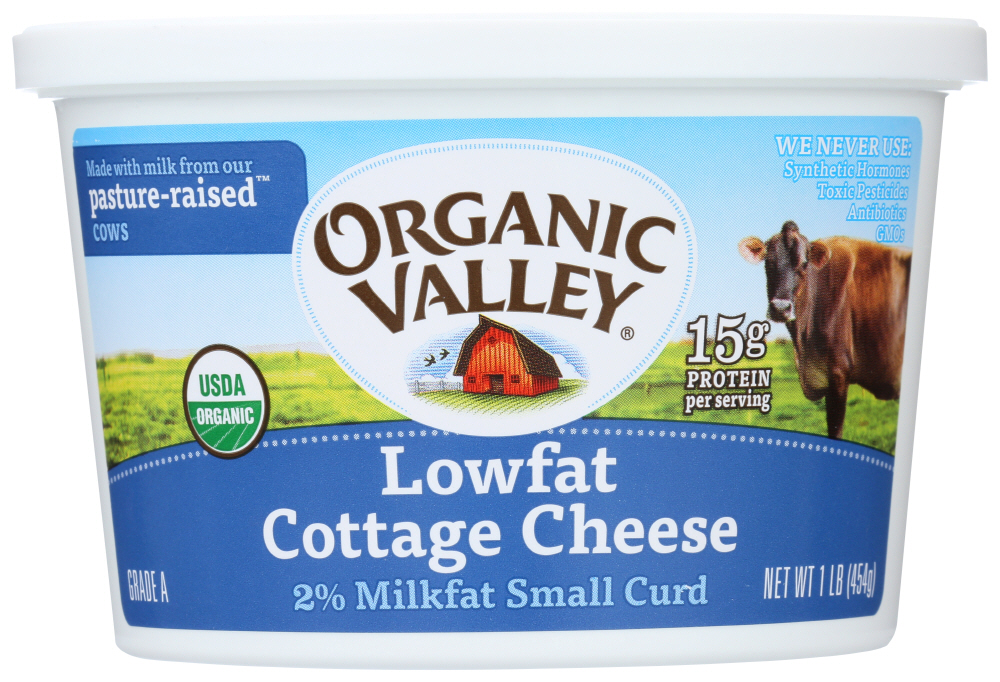 Made with milk from our
pasture-raised™
COWS
WE NEVER USE:
Synthetic Hormones
Toxic Pesticides
Antibiotics
GMOs
ORGANIC
VALLEY®
15g
PROTEIN
per serving
USDA
ORGANIC
Lowfat
Cottage Cheese
2% Milkfat Small Curd
GRADE A
NET WT 1 LB (454g)